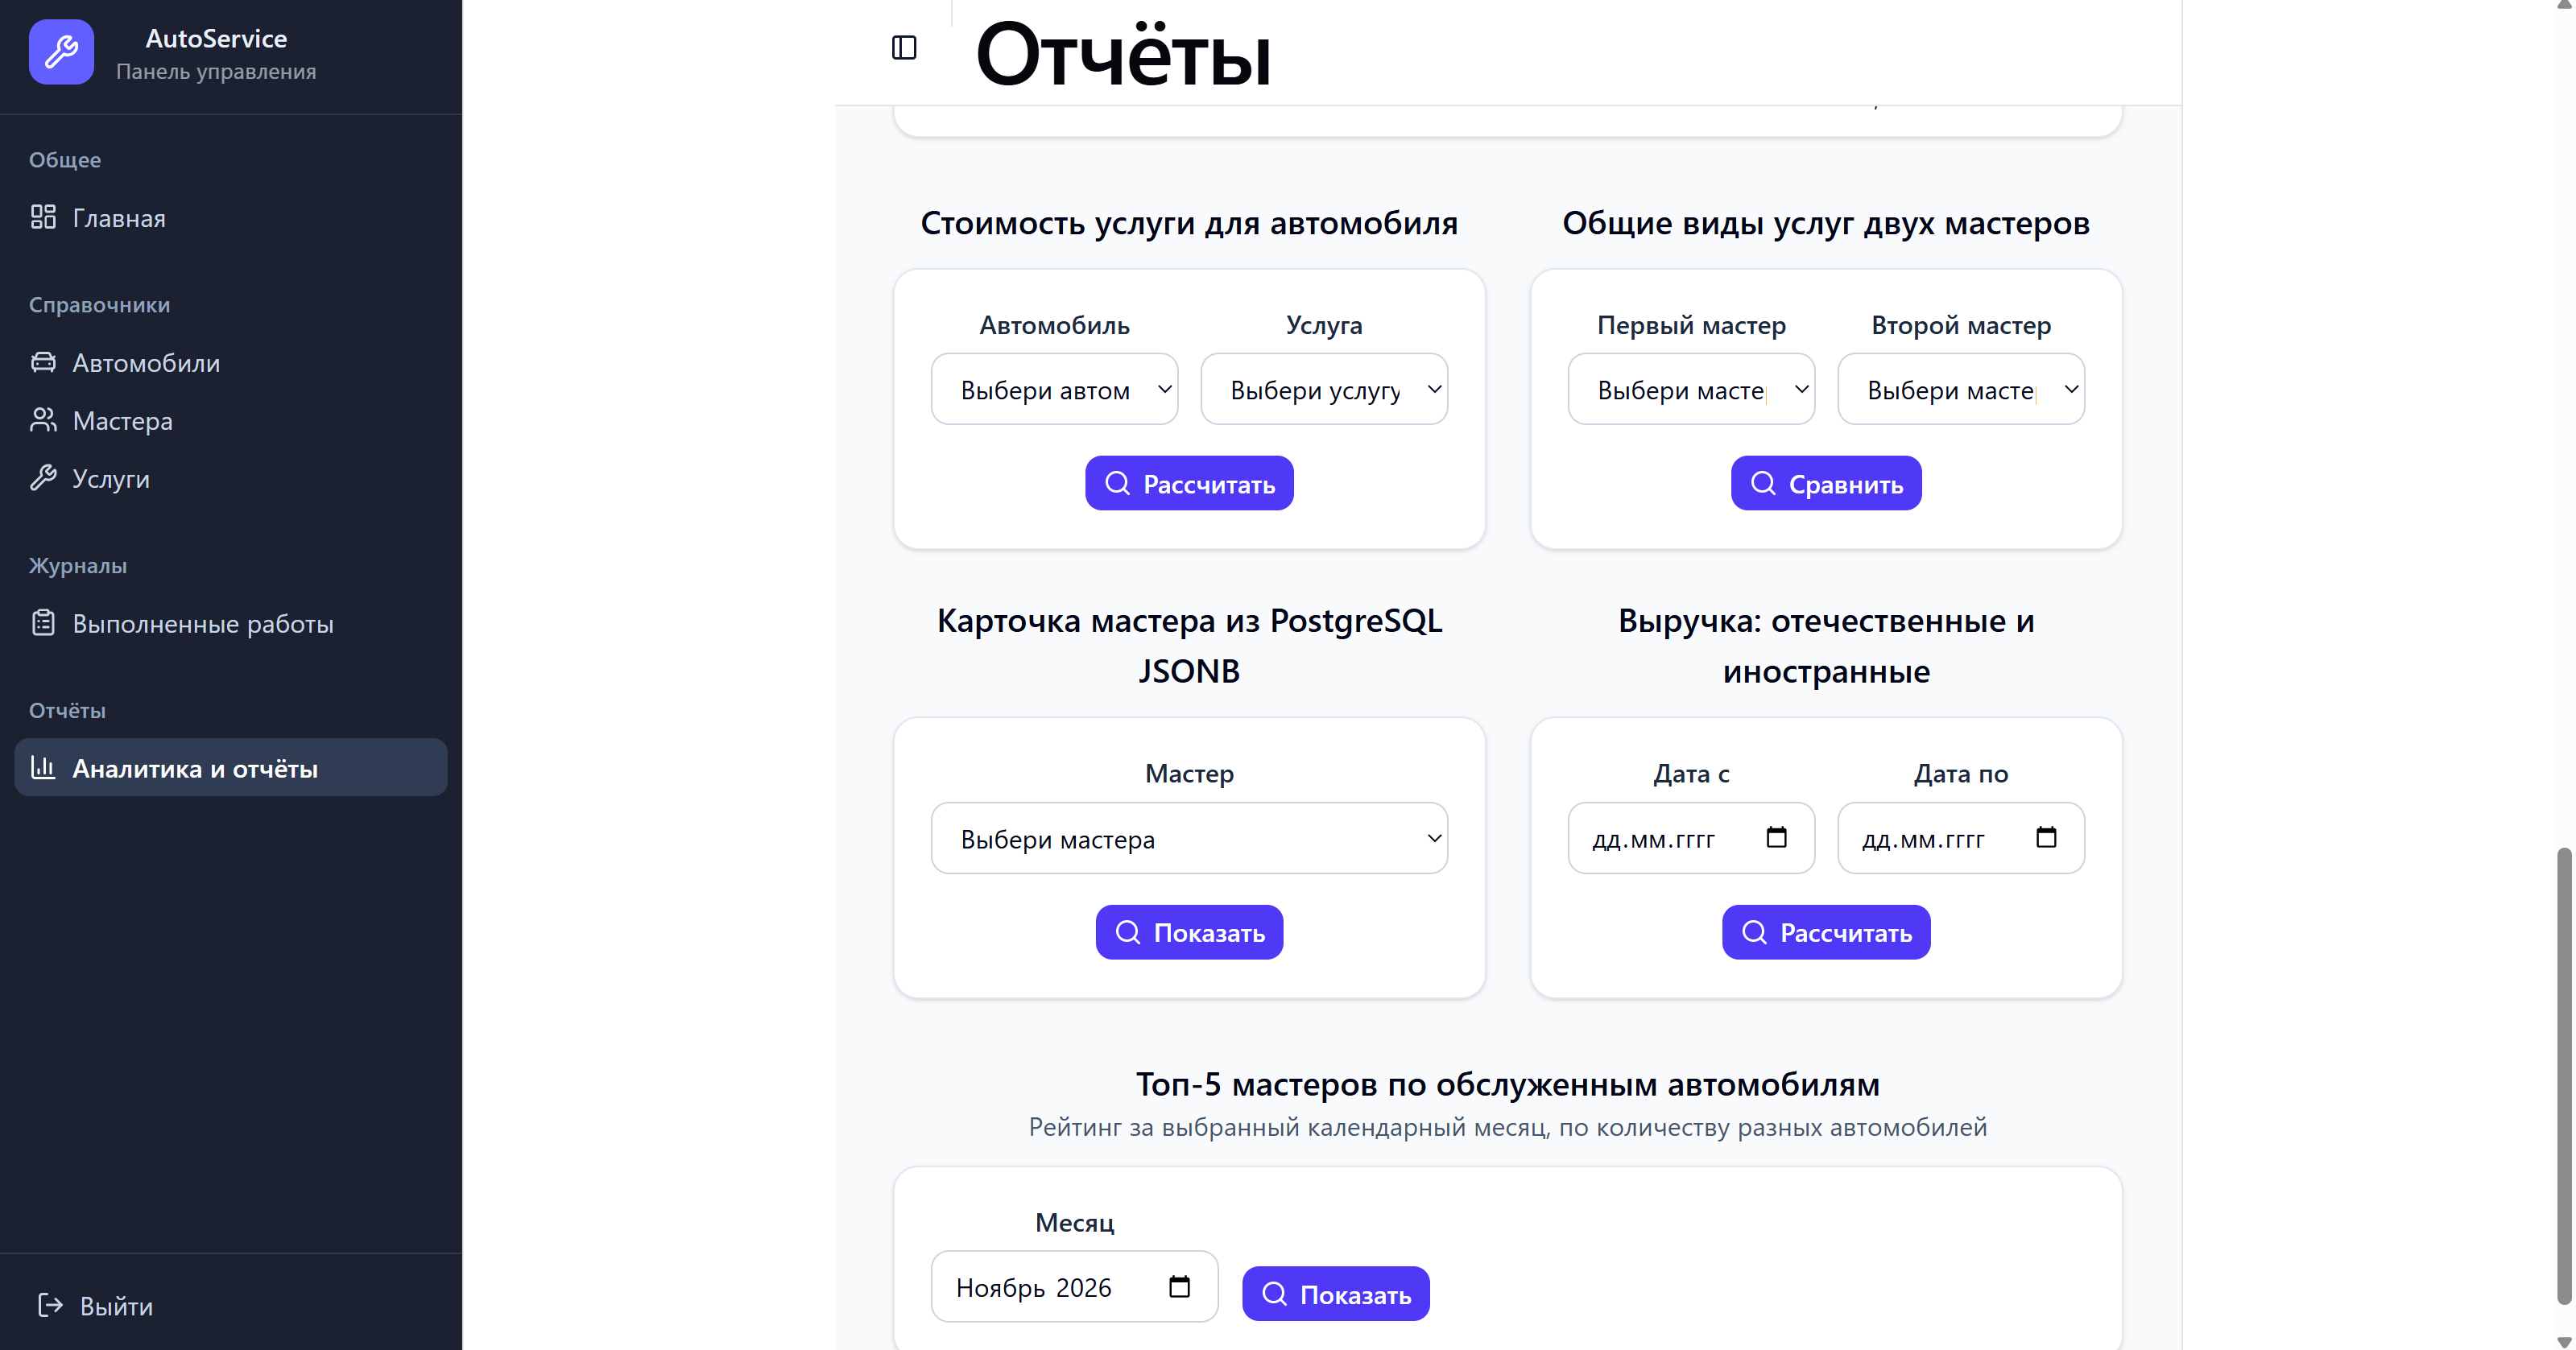 AutoService
Панель управления
Общее
Главная
Справочники
Автомобили
Мастера
Услуги
Журналы
Выполненные работы
Отчёты
Аналитика и отчёты
Выйти
Отчёты
Стоимость услуги для автомобиля
Автомобиль
Услуга
Выбери автом
Выбери услугу
Рассчитать
Общие виды услуг двух мастеров
Первый мастер
Второй мастер
Выбери масте
Выбери масте
Сравнить
Карточка мастера из PostgreSQL
JSONB
Мастер
Выбери мастера
Показать
Выручка: отечественные и
иностранные
Дата с
Дата по
дд.мм.гггг
дд.мм.гггг
Рассчитать
Топ-5 мастеров по обслуженным автомобилям
Рейтинг за выбранный календарный месяц, по количеству разных автомобилей
Месяц
Ноябрь 2026
Показать